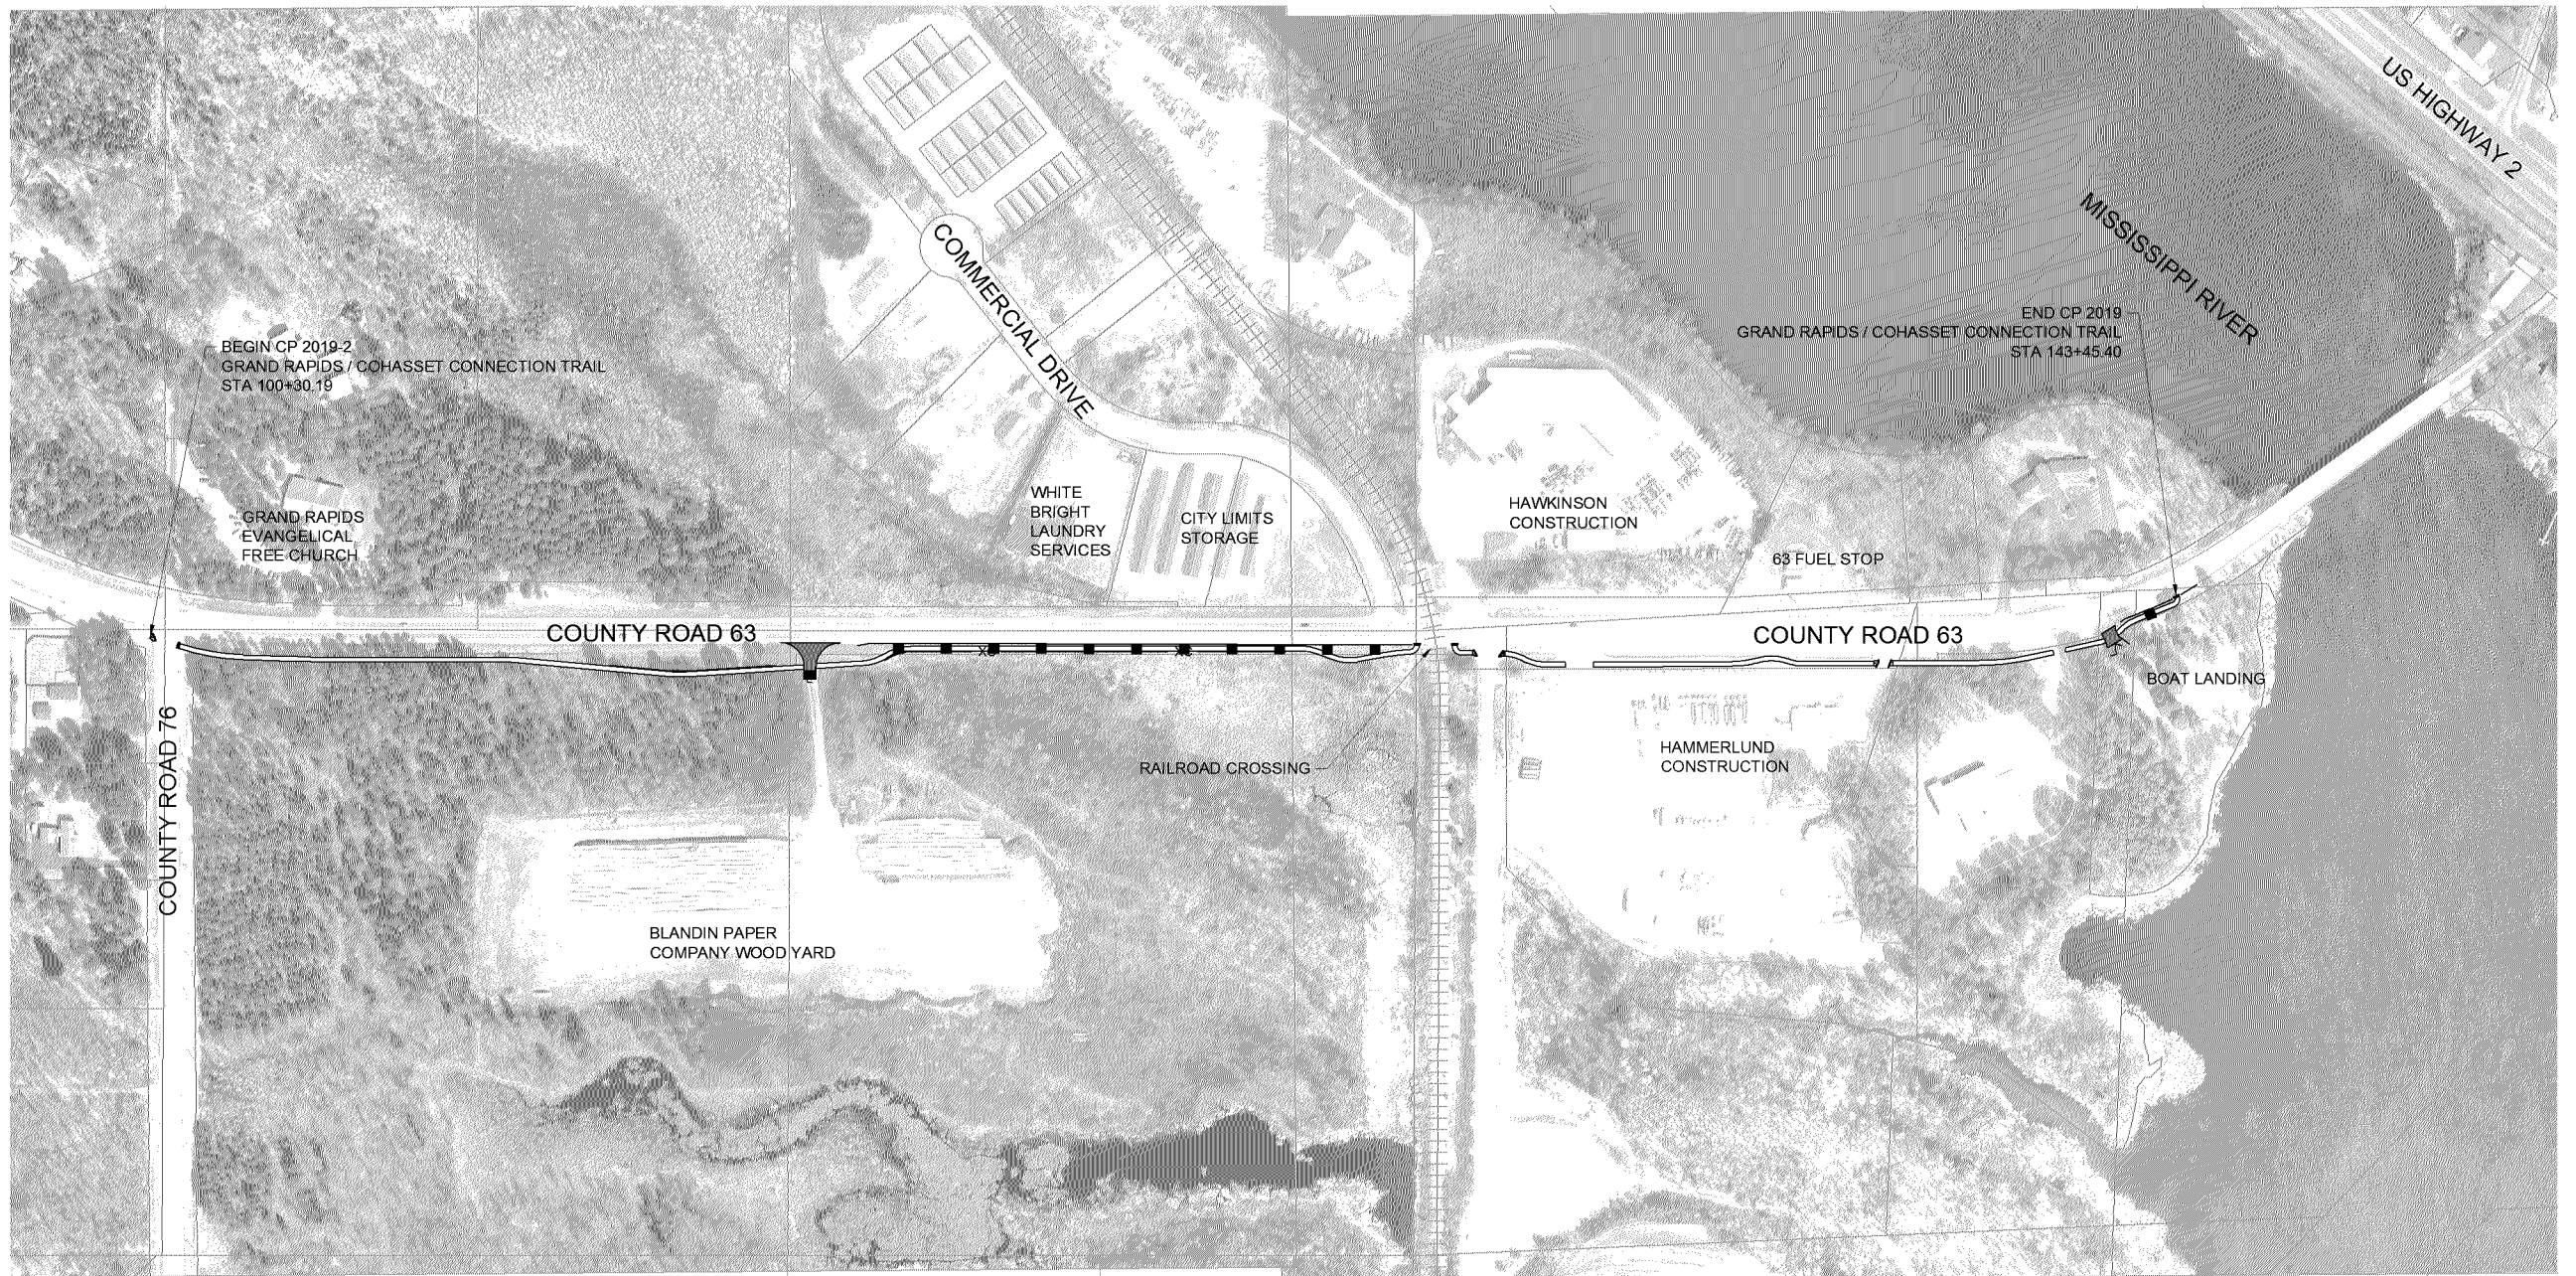 US HIGHWAY 2
MISSISSIPPI RIVER
COMMERCIAL DRIVE
END CP 2019
GRAND RAPIDS / COHASSET CONNECTION TRAIL
STA 143+45.40
BEGIN CP 2019-2
GRAND RAPIDS / COHASSET CONNECTION TRAIL
STA 100+30.19
GRAND RAPIDS
EVANGELICAL
FREE CHURCH
WHITE
BRIGHT
LAUNDRY
SERVICES
CITY LIMITS
STORAGE
HAWKINSON
CONSTRUCTION
63 FUEL STOP
COUNTY ROAD 63
COUNTY ROAD 63
BOAT LANDING
COUNTY ROAD 76
RAILROAD CROSSING
HAMMERLUND
CONSTRUCTION
BLANDIN PAPER
COMPANY WOOD YARD